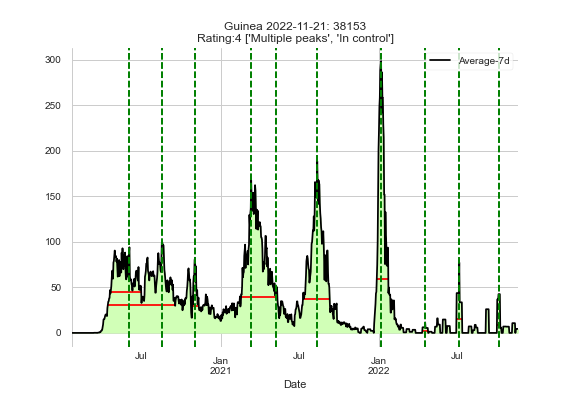 Guinea 2022-11-21: 38153
Rating:4 ['Multiple peaks', 'In control']
Average-7d
300
250
200
150
100
50
0
Jul
Jan
2021
Jul
Jan
2022
Jul
Date